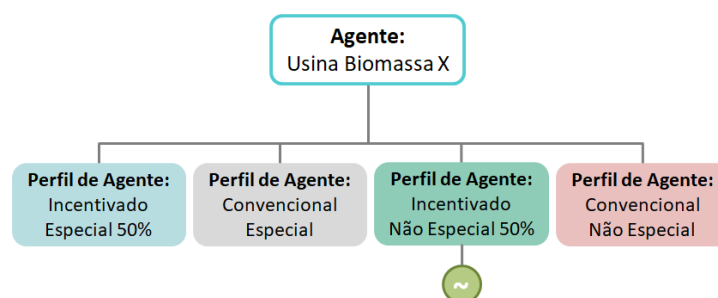 Agente:
Usina Biomassa X
Perfil de Agente:
Incentivado
Especial 50%
Perfil de Agente:
Convencional
Especial
Perfil de Agente:
Incentivado
Não Especial 50%
Perfil de Agente:
Convencional
Não Especial
~